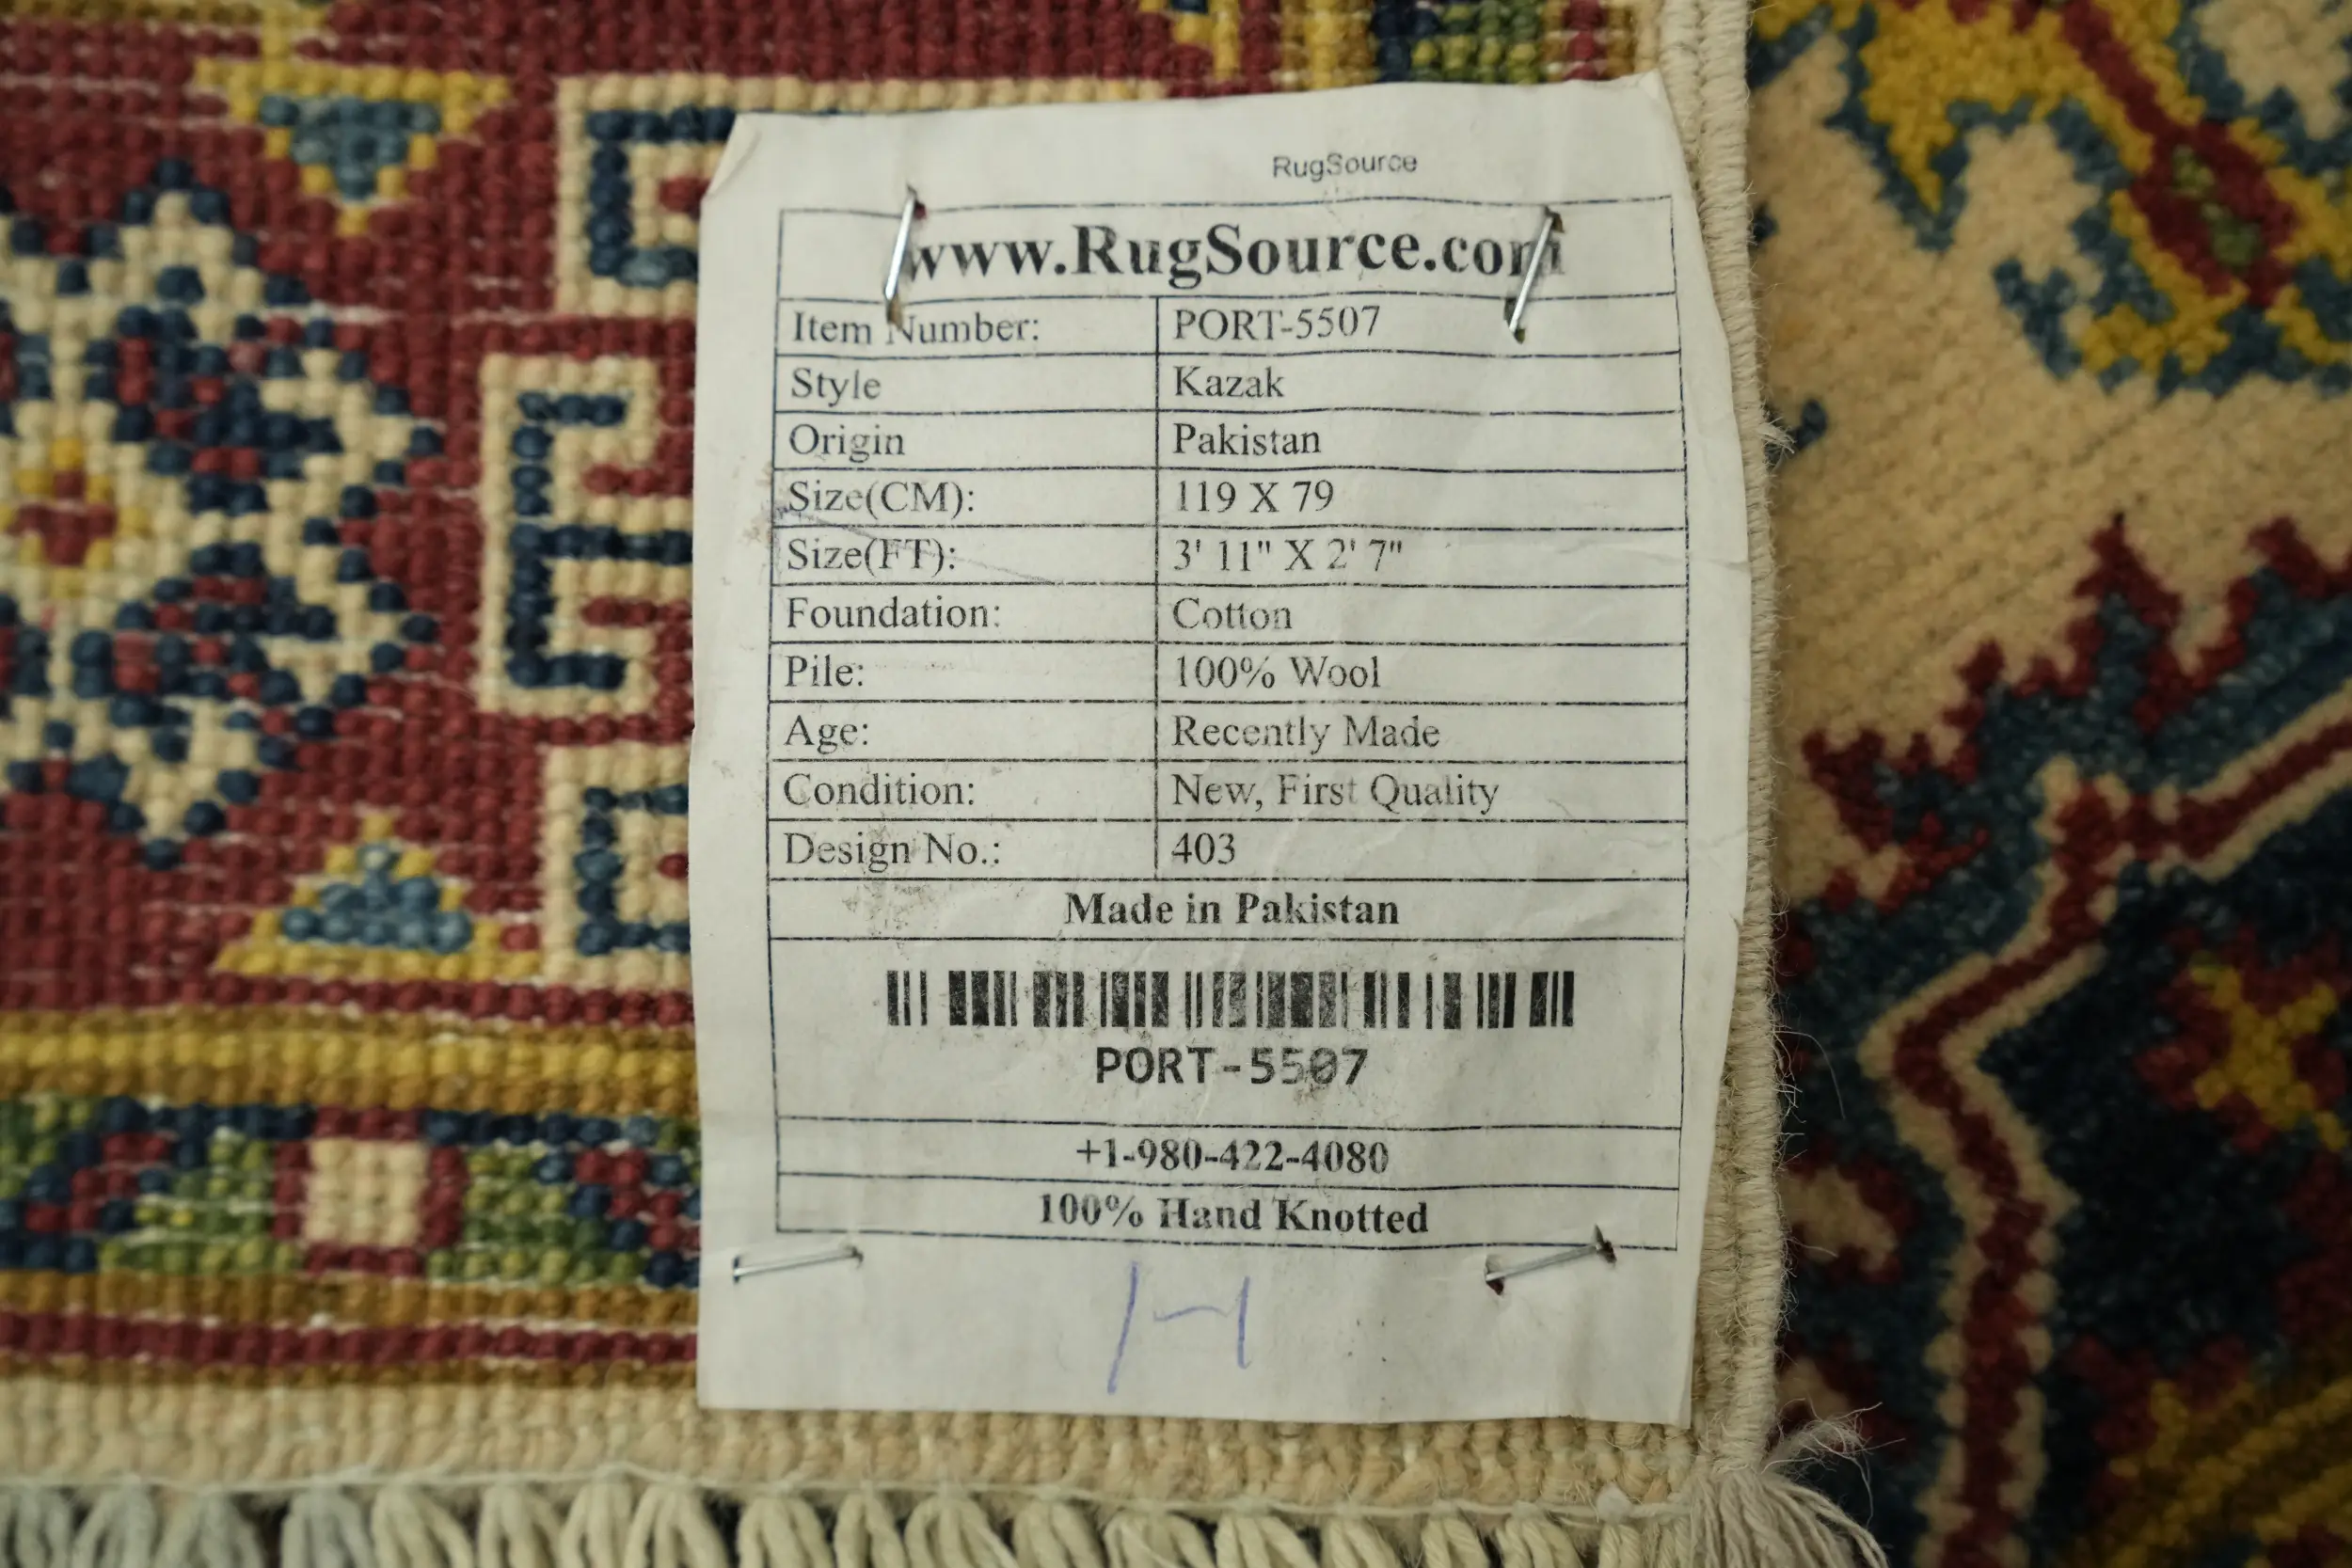 RugSource
www.RugSource.com
Item Number: PORT-5507
Style Kazak
Origin Pakistan
Size(CM): 119 X 79
Size(FT): 3' 11" X 2' 7"
Foundation: Cotton
Pile: 100% Wool
Age: Recently Made
Condition: New, First Quality
Design No.: 403
Made in Pakistan
PORT-5507
+1-980-422-4080
100% Hand Knotted